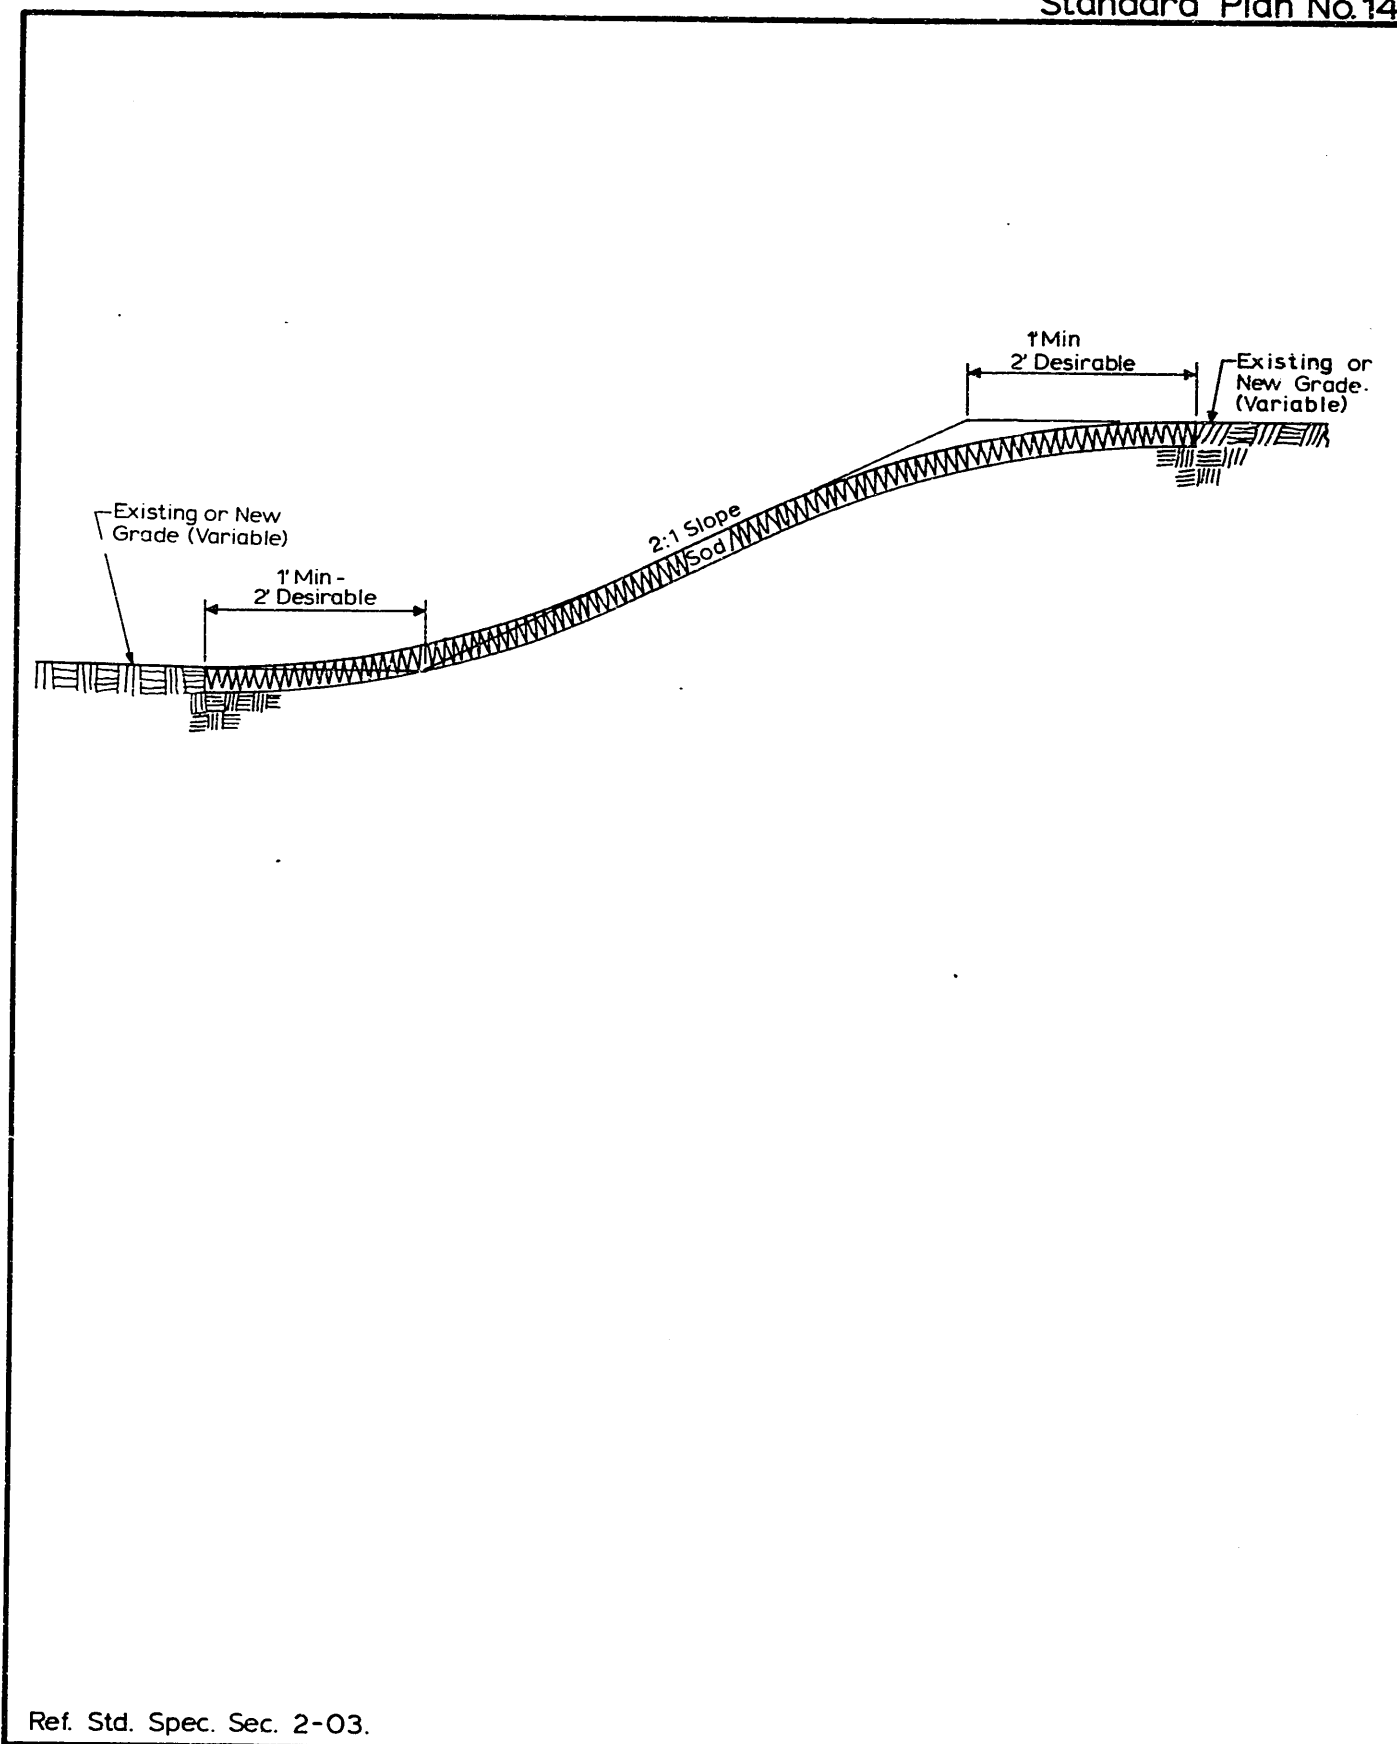 Standard Plan No. 14
1' Min
2' Desirable
Existing or
New Grade.
(Variable)
2:1 Slope
Sod
Existing or New
Grade (Variable)
1' Min -
2' Desirable
Ref. Std. Spec. Sec. 2-03.